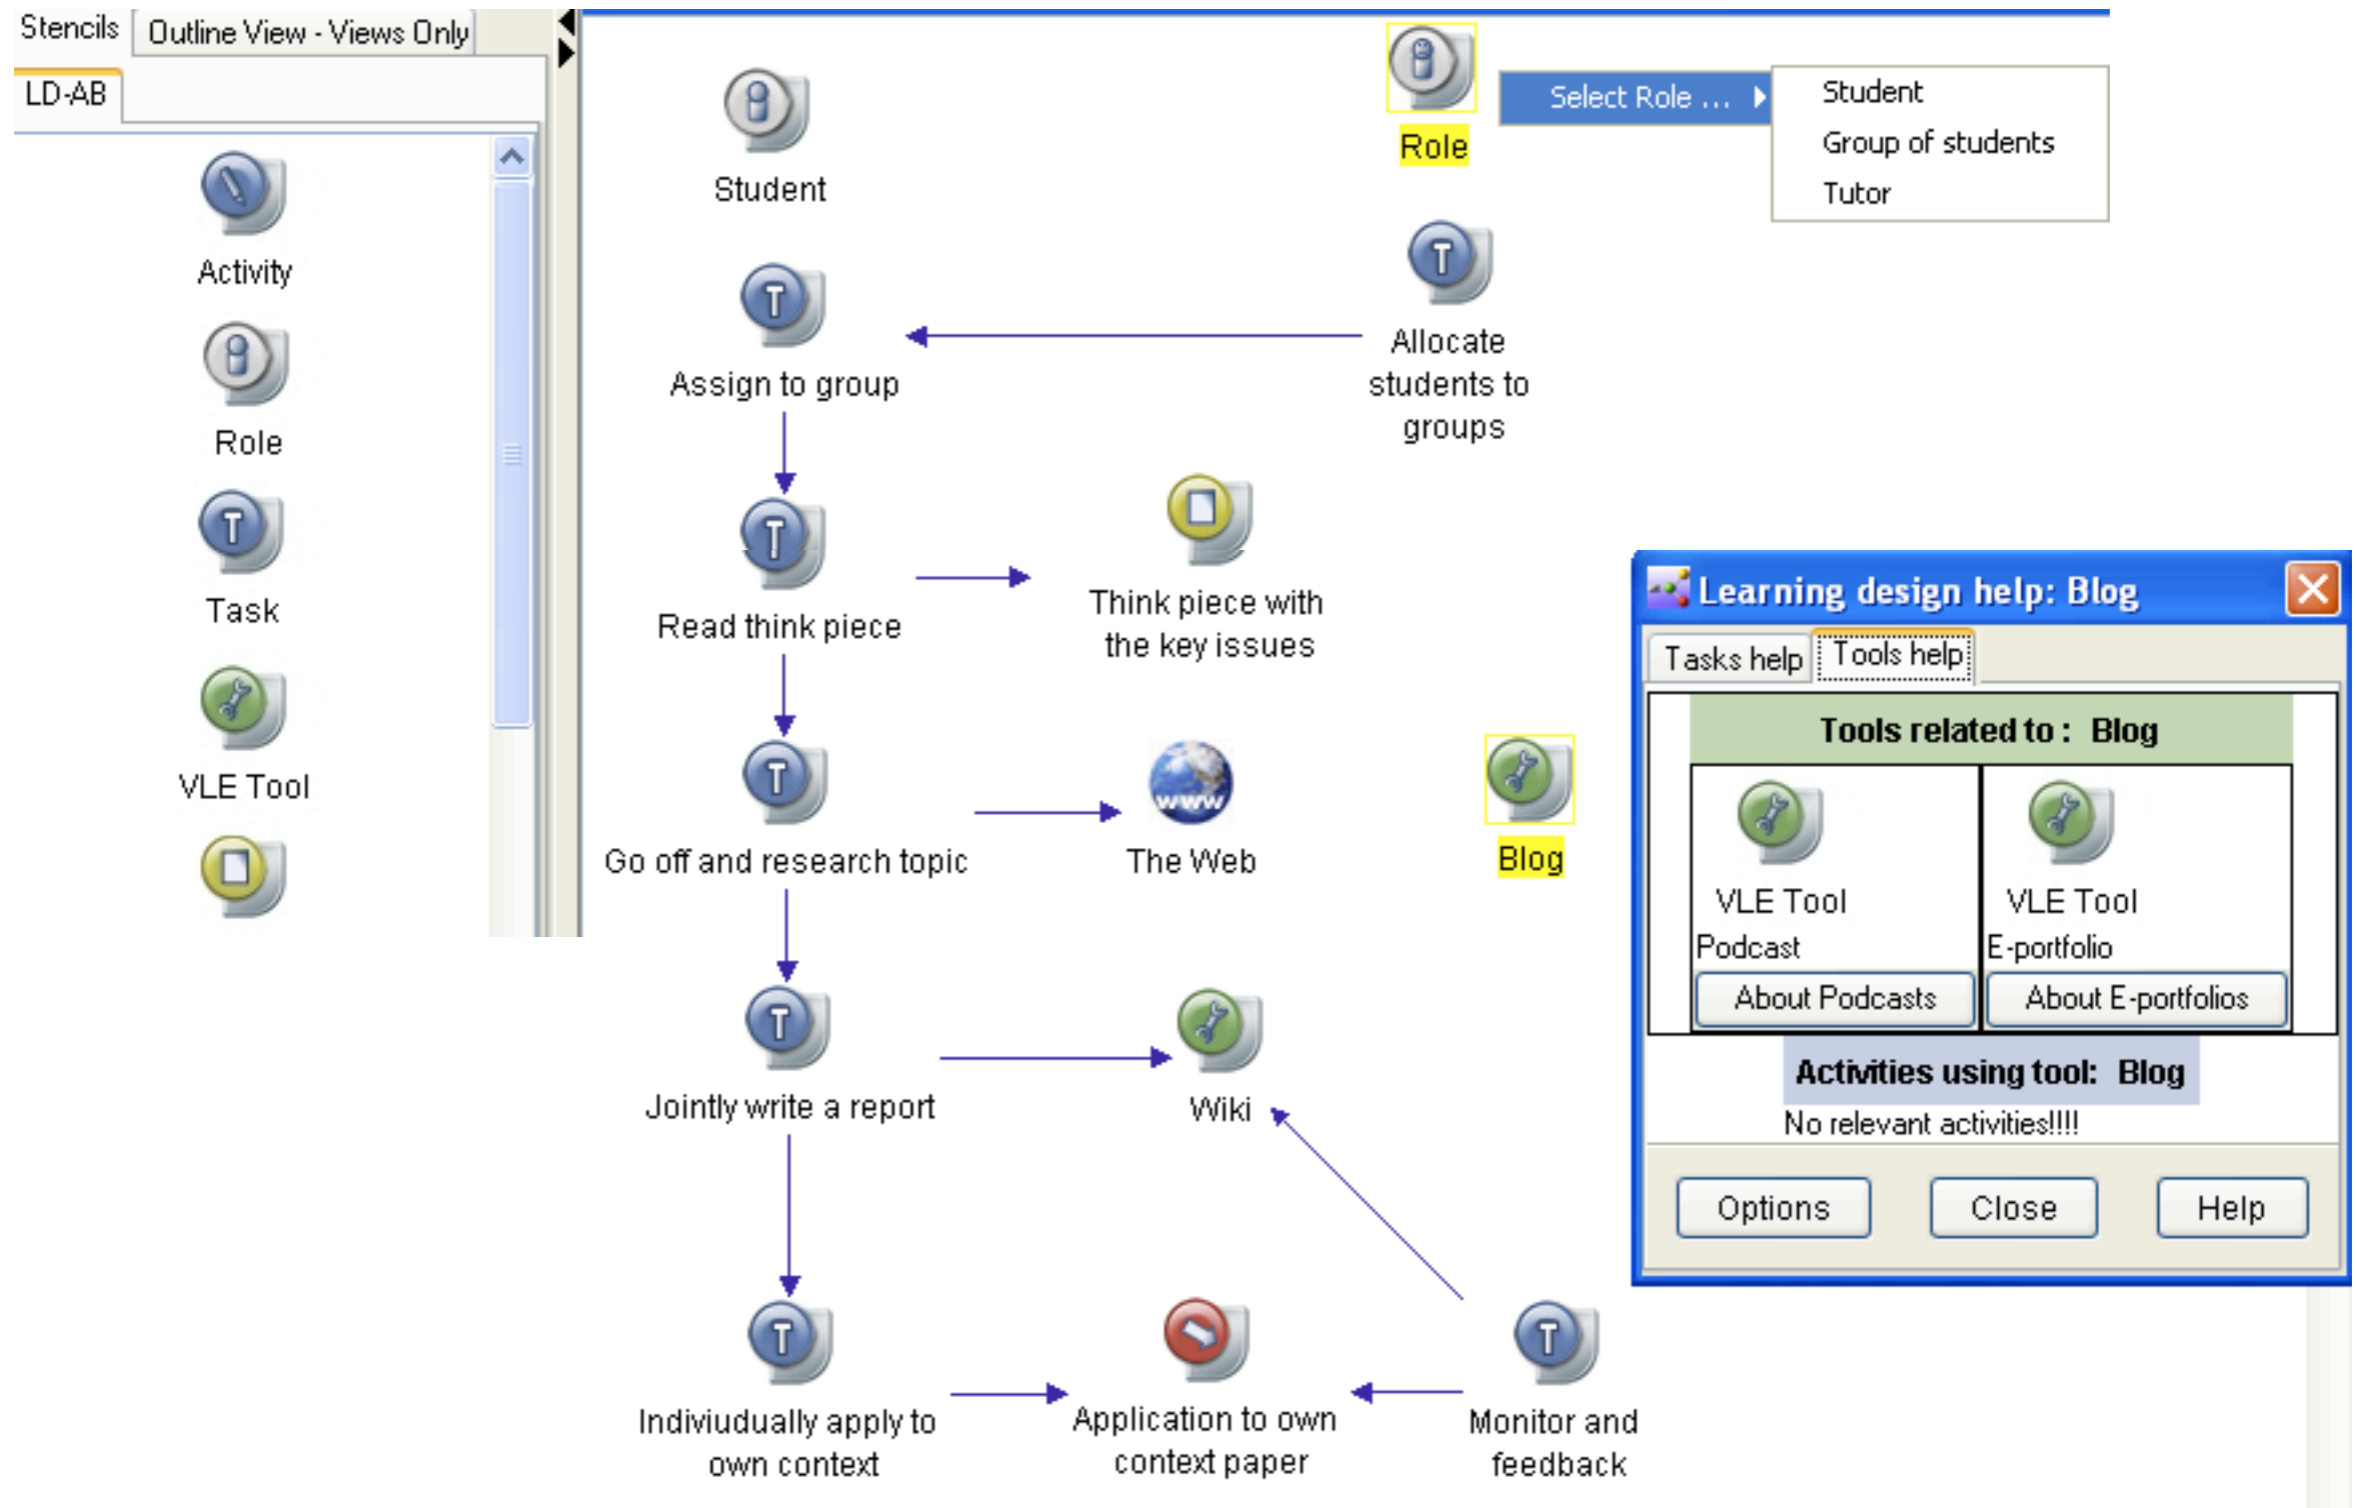 Stencils
Outline View - Views Only
LD-AB
Activity
Role
Task
VLE Tool
Student
Role
Select Role ...
Student
Group of students
Tutor
Assign to group
Allocate
students to
groups
Read think piece
Think piece with
the key issues
Go off and research topic
www
The Web
Blog
Jointly write a report
Wiki
Indiviudually apply to
own context
Application to own
context paper
Monitor and
feedback
Learning design help: Blog
Tasks help
Tools help
Tools related to : Blog
VLE Tool
Podcast
About Podcasts
VLE Tool
E-portfolio
About E-portfolios
Activities using tool: Blog
No relevant activities!!!!
Options
Close
Help